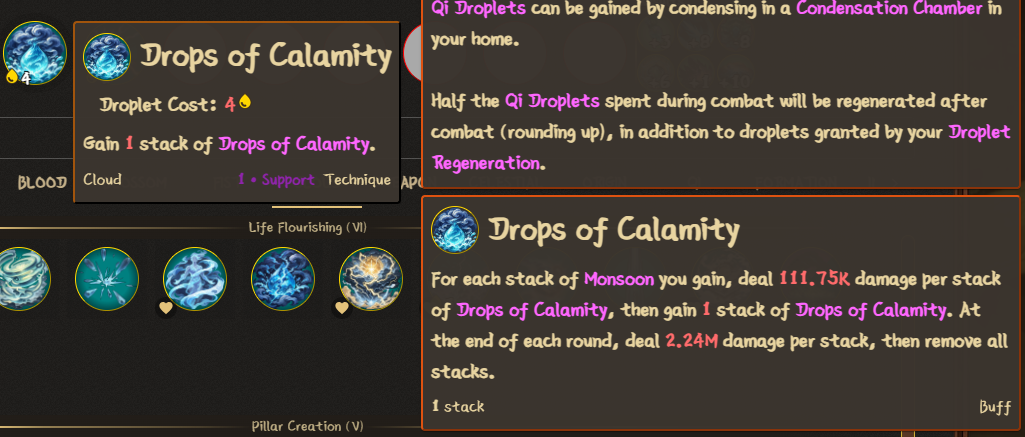 Qi Droplets can be gained by condensing in a Condensation Chamber in
your home.
Half the Qi Droplets spent during combat will be regenerated after
combat (rounding up), in addition to droplets granted by your Droplet
Regeneration.
4
Drops of Calamity
Droplet Cost: 4
Gain 1 stack of Drops of Calamity.
Cloud
1 • Support Technique
BLOOD
Life Flourishing (VI)
Drops of Calamity
For each stack of Monsoon you gain, deal 111.75K damage per stack
of Drops of Calamity, then gain 1 stack of Drops of Calamity. At
the end of each round, deal 2.24M damage per stack, then remove all
stacks.
1 stack
Buff
Pillar Creation (V)